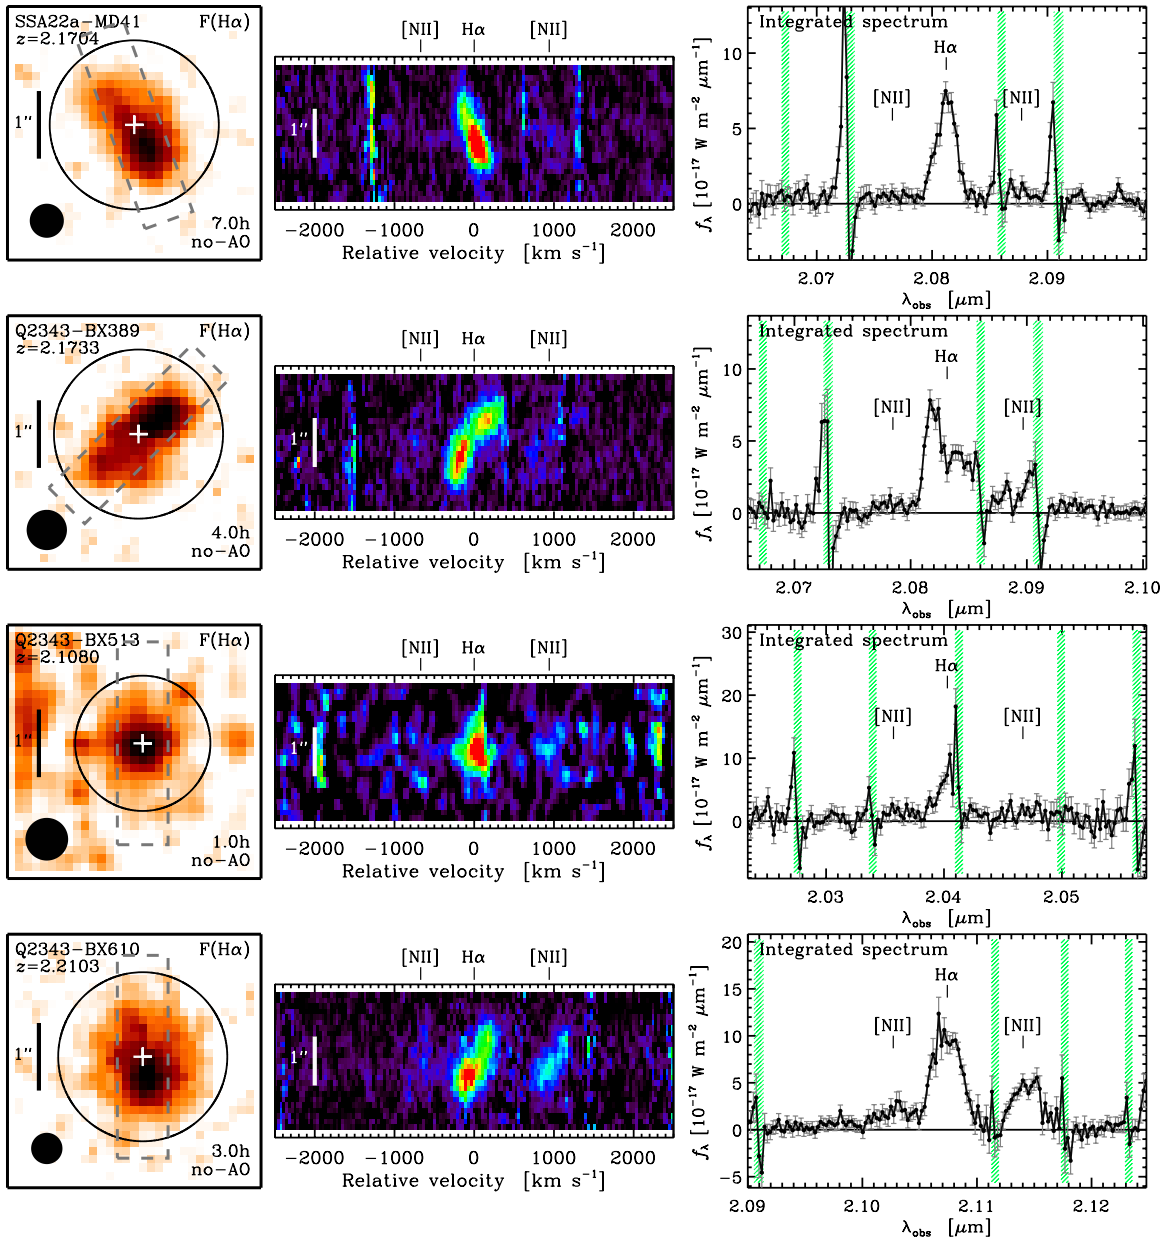 SSA22a−MD41 F(Hα)
z=2.1704
1″
7.0h
no−AO
[NII] Hα [NII]
1″
−2000 −1000 0 1000 2000
Relative velocity [km s⁻¹]
Integrated spectrum
Hα
[NII] [NII]
10
5
0
fλ [10⁻¹⁷ W m⁻² μm⁻¹]
2.07 2.08 2.09
λobs [μm]
Q2343−BX389 F(Hα)
z=2.1733
1″
4.0h
no−AO
[NII] Hα [NII]
1″
−2000 −1000 0 1000 2000
Relative velocity [km s⁻¹]
Integrated spectrum
Hα
[NII] [NII]
10
5
0
fλ [10⁻¹⁷ W m⁻² μm⁻¹]
2.07 2.08 2.09 2.10
λobs [μm]
Q2343−BX513 F(Hα)
z=2.1080
1″
1.0h
no−AO
[NII] Hα [NII]
1″
−2000 −1000 0 1000 2000
Relative velocity [km s⁻¹]
Integrated spectrum
Hα
[NII] [NII]
30
20
10
0
fλ [10⁻¹⁷ W m⁻² μm⁻¹]
2.03 2.04 2.05
λobs [μm]
Q2343−BX610 F(Hα)
z=2.2103
1″
3.0h
no−AO
[NII] Hα [NII]
1″
−2000 −1000 0 1000 2000
Relative velocity [km s⁻¹]
Integrated spectrum
Hα
[NII] [NII]
20
15
10
5
0
−5
fλ [10⁻¹⁷ W m⁻² μm⁻¹]
2.09 2.10 2.11 2.12
λobs [μm]